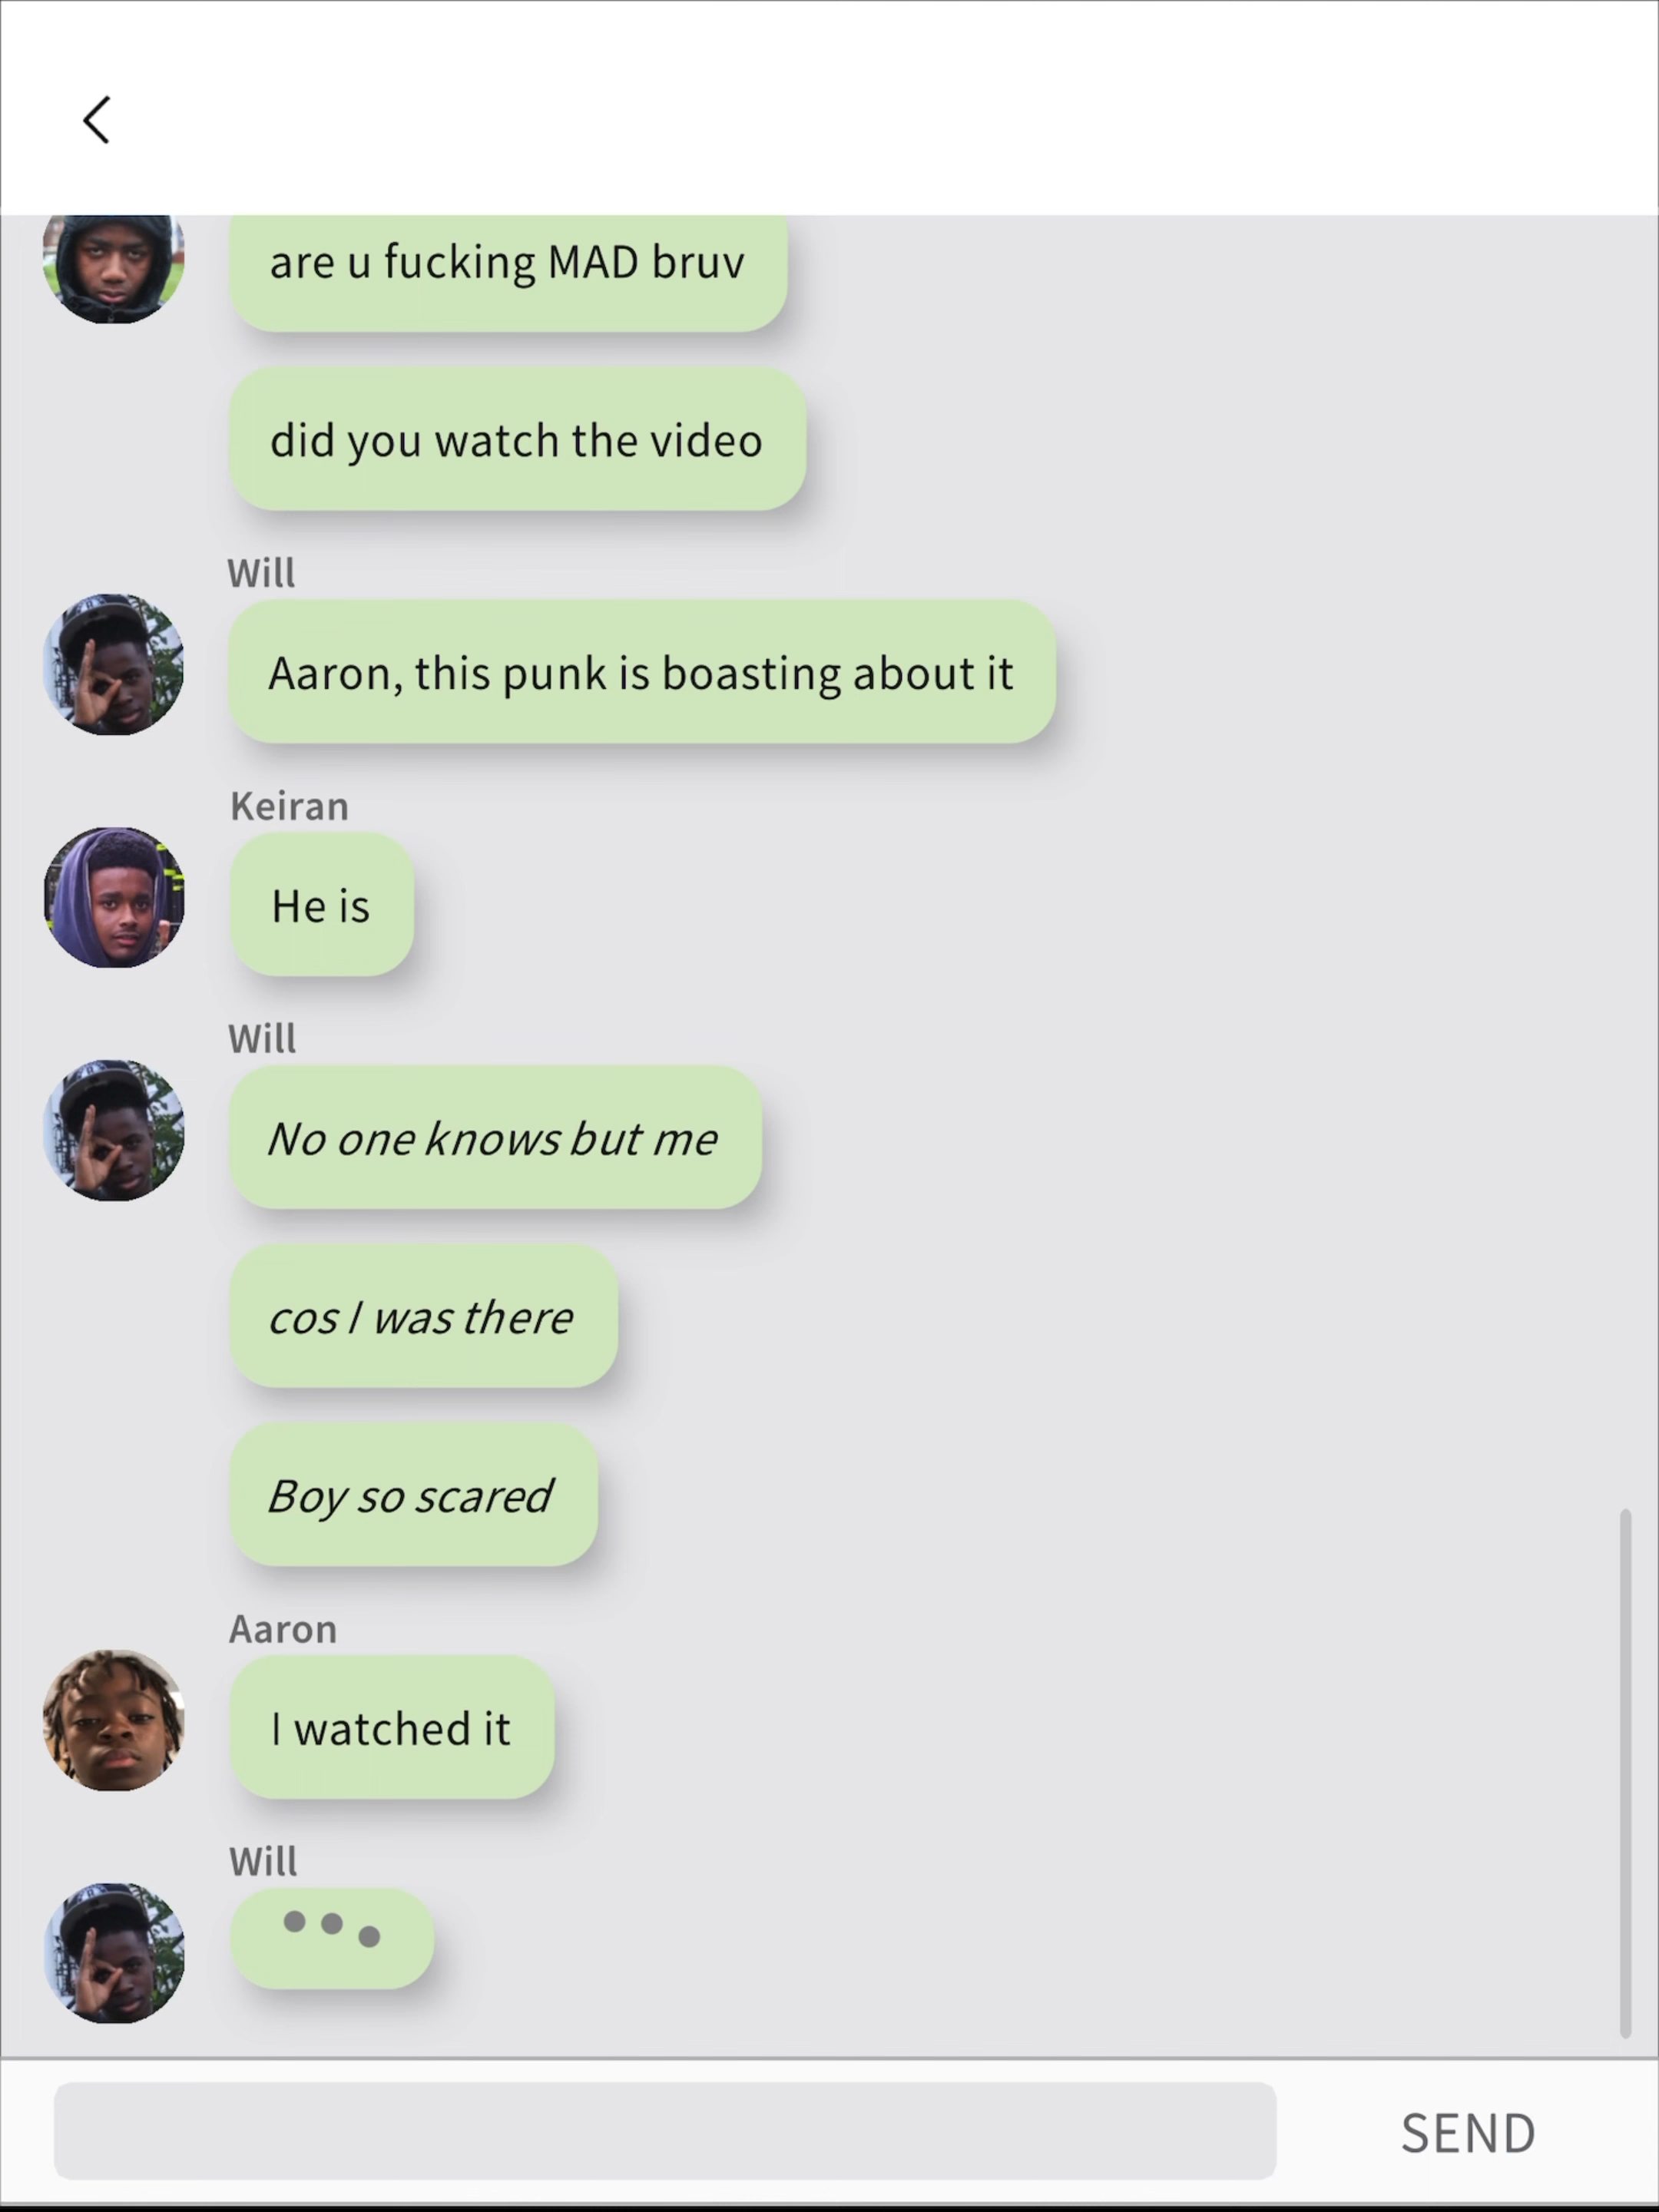 are u fucking MAD bruv
did you watch the video
Will
Aaron, this punk is boasting about it
Keiran
He is
Will
No one knows but me
cos I was there
Boy so scared
Aaron
I watched it
Will
SEND